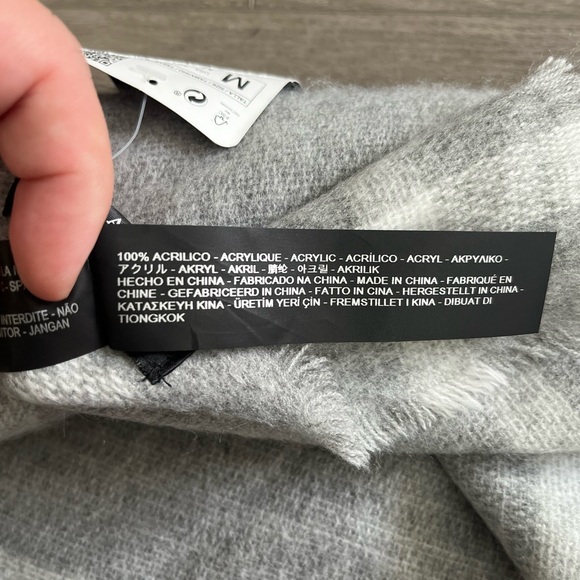 M
100% ACRILICO - ACRYLIQUE - ACRYLIC - ACRÍLICO - ACRYL - ΑΚΡΥΛΙΚΟ -
アクリル - AKRYL - AKRIL - 腈纶 - 아크릴 - AKRILIK
HECHO EN CHINA - FABRICADO NA CHINA - MADE IN CHINA - FABRIQUÉ EN
CHINE - GEFABRICEERD IN CHINA - FATTO IN CINA - HERGESTELLT IN CHINA -
ΚΑΤΑΣΚΕΥΗ ΚΙΝΑ - ÜRETİM YERİ ÇİN - FREMSTILLET I KINA - DIBUAT DI
TIONGKOK
INTERDITE - NÃO
JANGAN